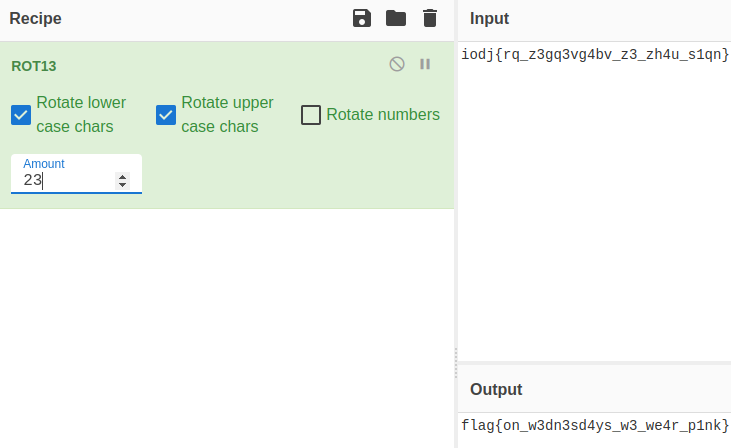 Recipe
ROT13
Rotate lower case chars
Rotate upper case chars
Rotate numbers
Amount
23
Input
iodj{rq_z3gq3vg4bv_z3_zh4u_s1qn}
Output
flag{on_w3dn3sd4ys_w3_we4r_p1nk}